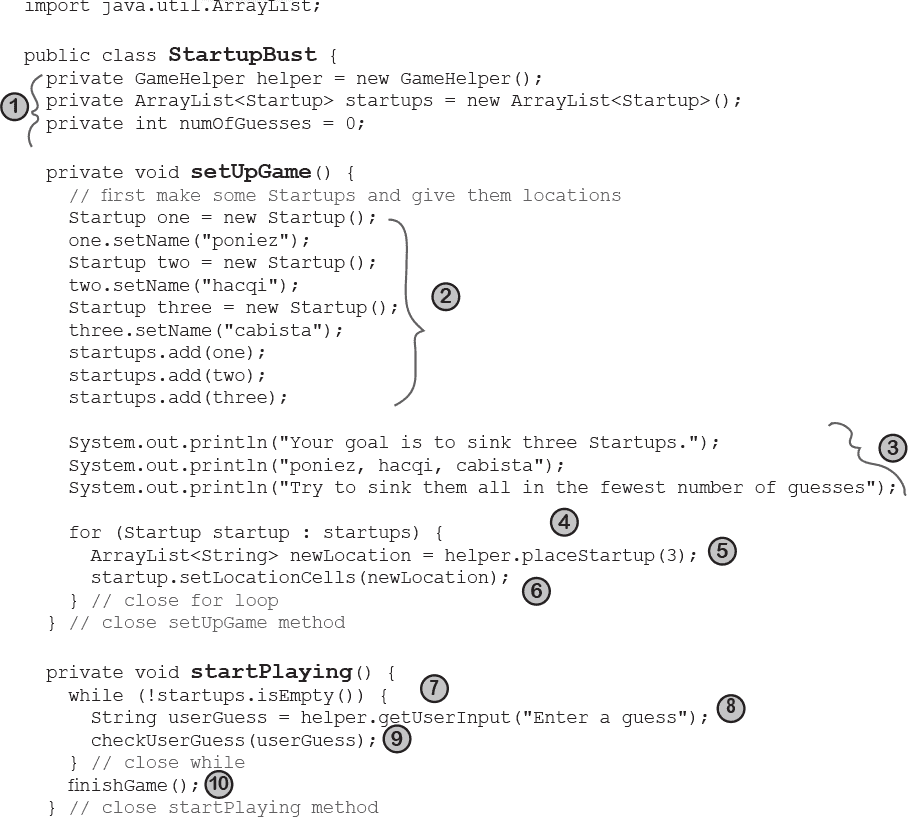 import java.util.ArrayList;
public class StartupBust {
private GameHelper helper = new GameHelper();
1 private ArrayList<Startup> startups = new ArrayList<Startup>();
private int numOfGuesses = 0;
private void setUpGame() {
// first make some Startups and give them locations
Startup one = new Startup();
one.setName("poniez");
Startup two = new Startup();
two.setName("hacqi"); 2
Startup three = new Startup();
three.setName("cabista");
startups.add(one);
startups.add(two);
startups.add(three);
System.out.println("Your goal is to sink three Startups."); 3
System.out.println("poniez, hacqi, cabista");
System.out.println("Try to sink them all in the fewest number of guesses");
for (Startup startup : startups) { 4
ArrayList<String> newLocation = helper.placeStartup(3); 5
startup.setLocationCells(newLocation); 6
} // close for loop
} // close setUpGame method
private void startPlaying() {
while (!startups.isEmpty()) { 7
String userGuess = helper.getUserInput("Enter a guess"); 8
checkUserGuess(userGuess); 9
} // close while
finishGame(); 10
} // close startPlaying method